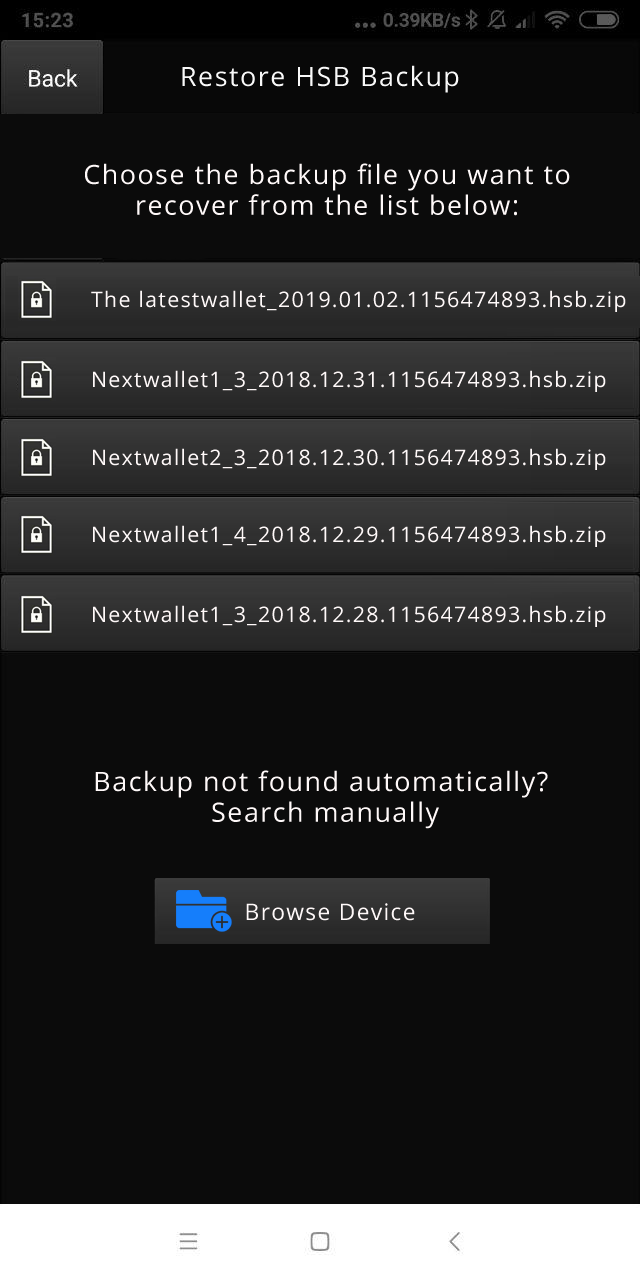 15:23
... 0.39KB/s
Back
Restore HSB Backup
Choose the backup file you want to
recover from the list below:
The latestwallet_2019.01.02.1156474893.hsb.zip
Nextwallet1_3_2018.12.31.1156474893.hsb.zip
Nextwallet2_3_2018.12.30.1156474893.hsb.zip
Nextwallet1_4_2018.12.29.1156474893.hsb.zip
Nextwallet1_3_2018.12.28.1156474893.hsb.zip
Backup not found automatically?
Search manually
Browse Device